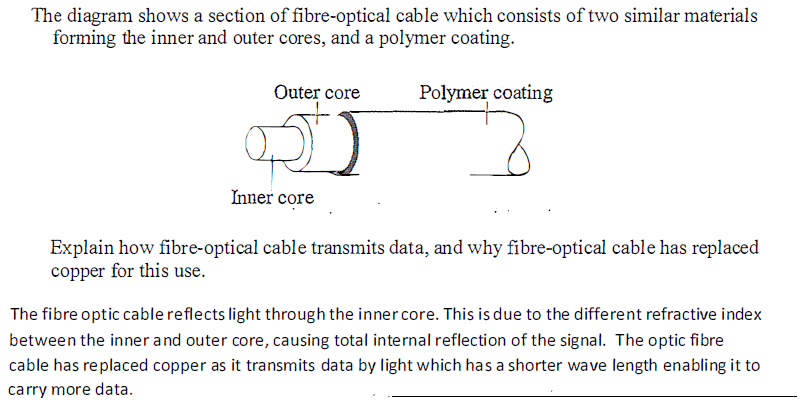 The diagram shows a section of fibre-optical cable which consists of two similar materials
forming the inner and outer cores, and a polymer coating.
Outer core
Polymer coating
Inner core
Explain how fibre-optical cable transmits data, and why fibre-optical cable has replaced
copper for this use.
The fibre optic cable reflects light through the inner core. This is due to the different refractive index
between the inner and outer core, causing total internal reflection of the signal. The optic fibre
cable has replaced copper as it transmits data by light which has a shorter wave length enabling it to
carry more data.